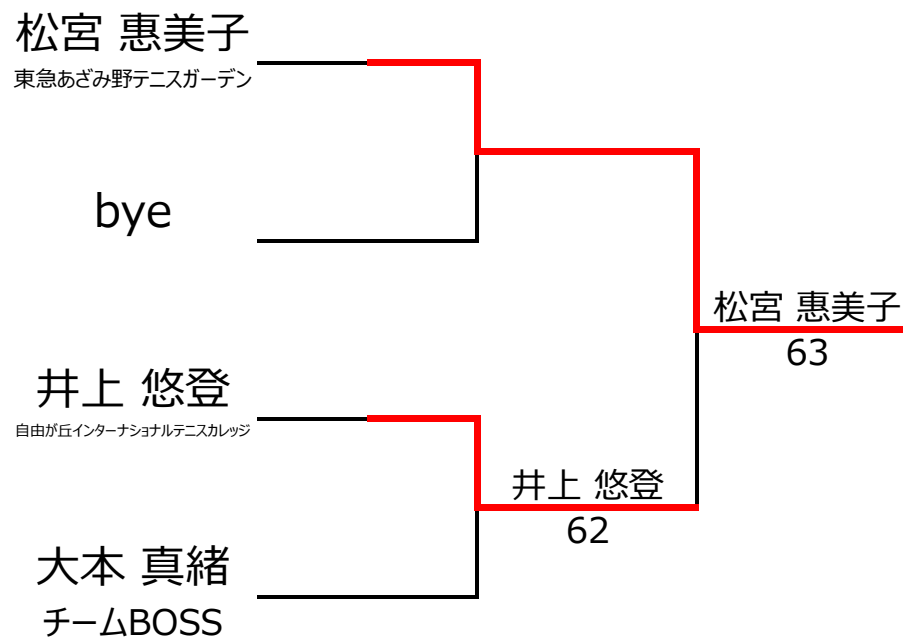 松宮 惠美子
東急あざみ野テニスガーデン
bye
井上 悠登
自由が丘インターナショナルテニスカレッジ
大本 真緒
チームBOSS
井上 悠登
62
松宮 惠美子
63